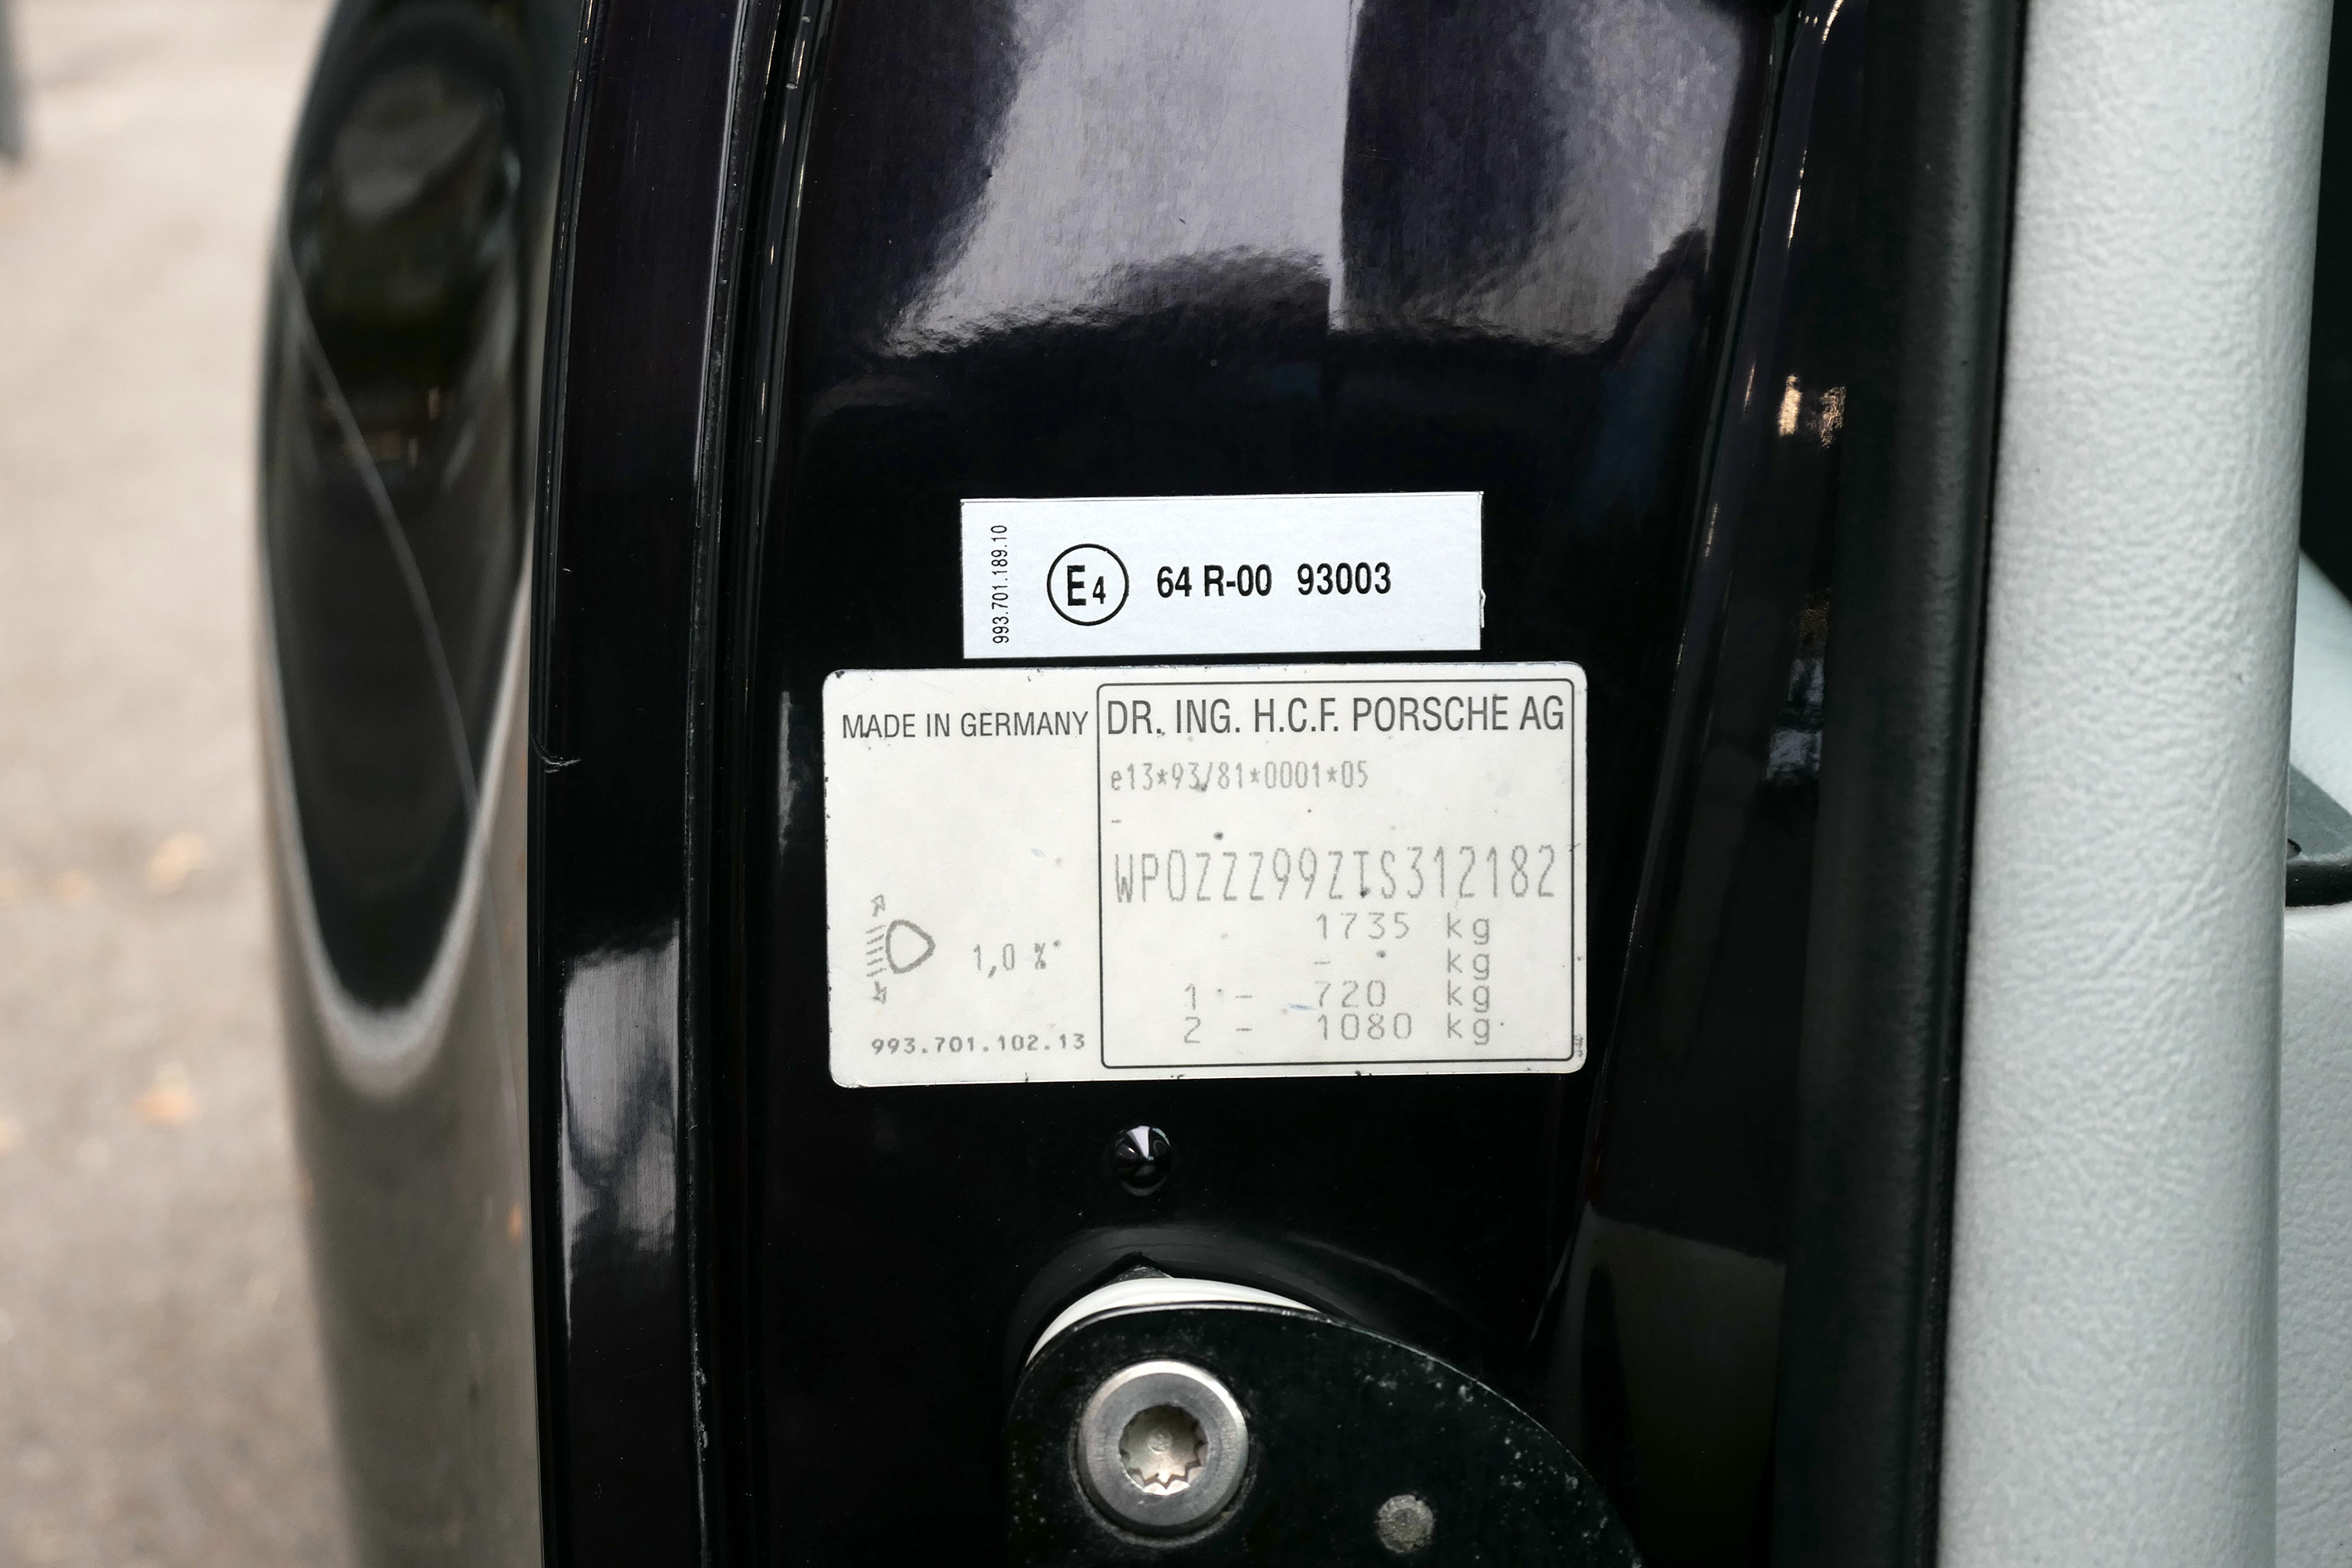 993.701.189.10
E4 64 R-00 93003
MADE IN GERMANY
DR. ING. H.C.F. PORSCHE AG
e13*93/81*0001*05
-
WP0ZZZ99ZTS312182
1735 kg
- kg
1 - 720 kg
2 - 1080 kg
1,0 %
993.701.102.13